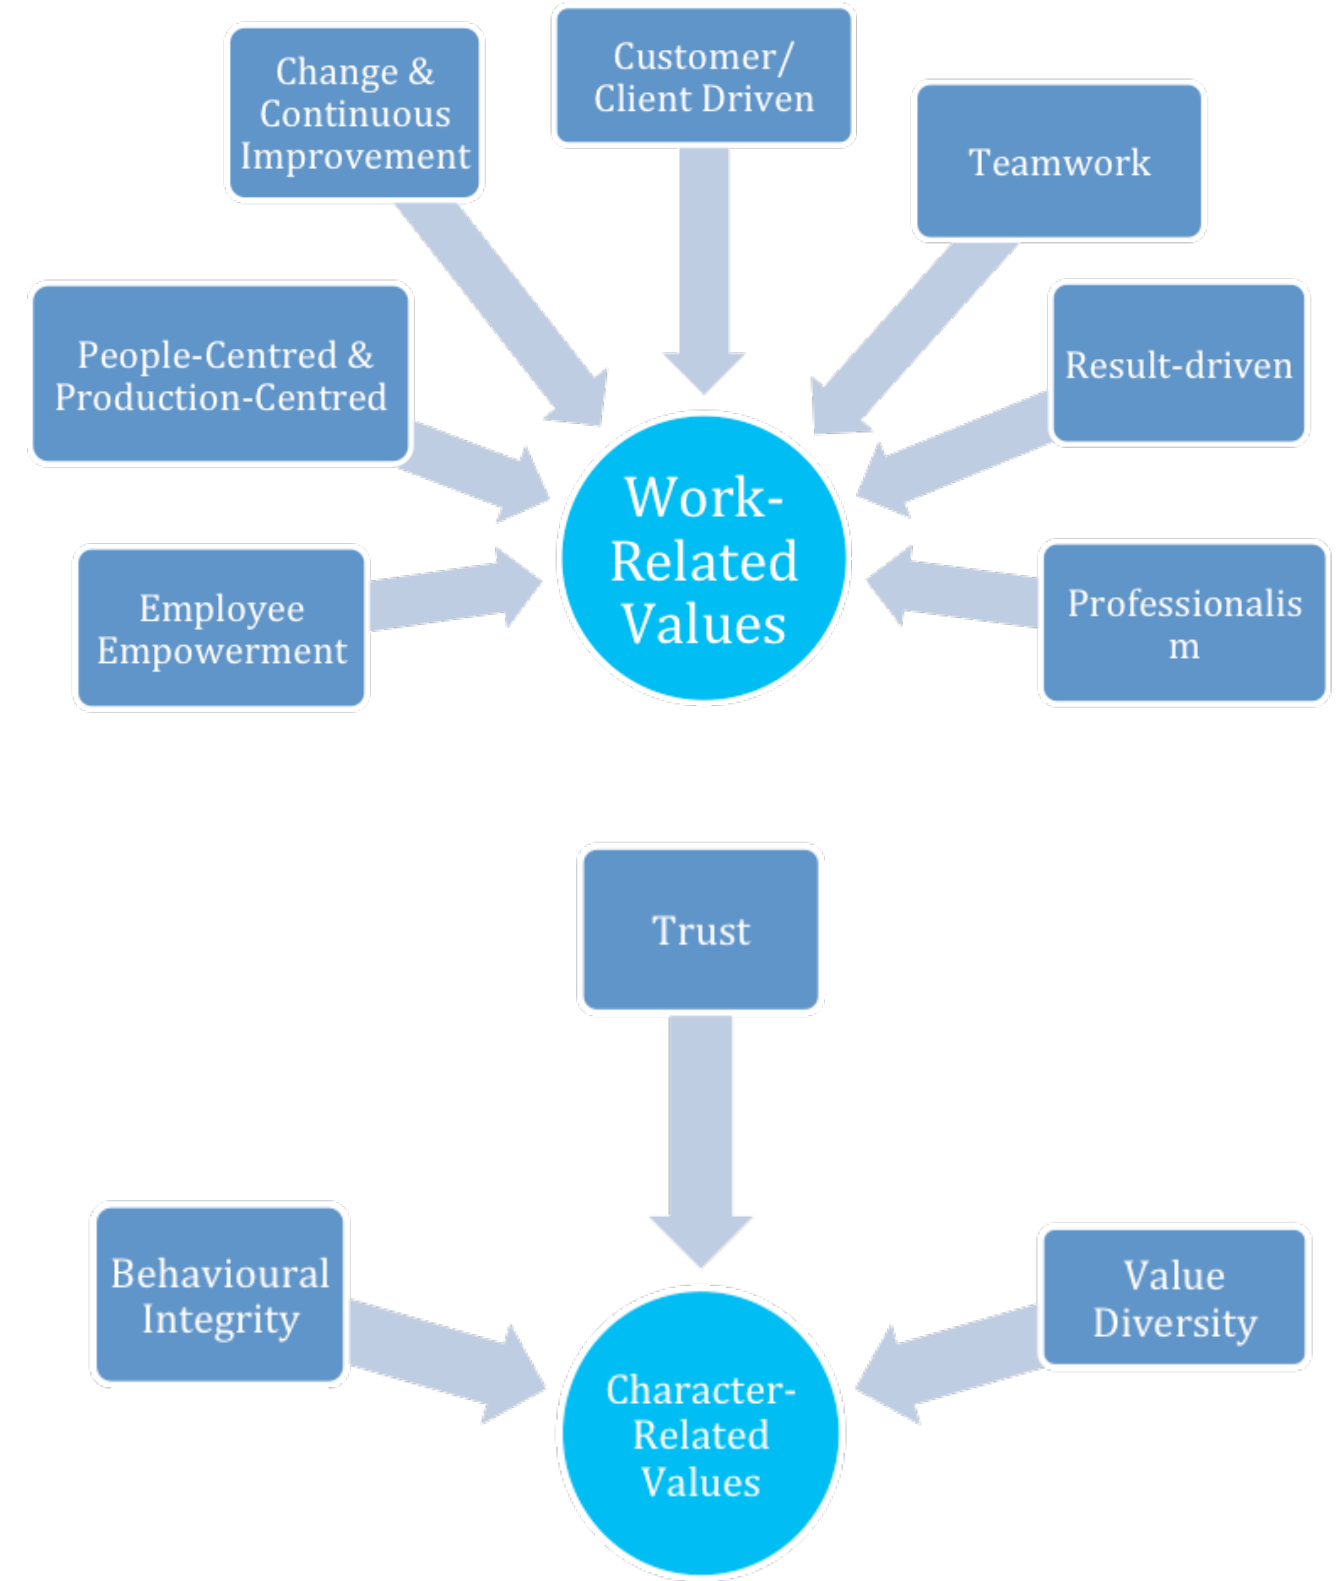 Change &
Continuous
Improvement
Customer/
Client Driven
Teamwork
People-Centred &
Production-Centred
Result-driven
Work-
Related
Values
Employee
Empowerment
Professionalis
m
Trust
Behavioural
Integrity
Value
Diversity
Character-
Related
Values